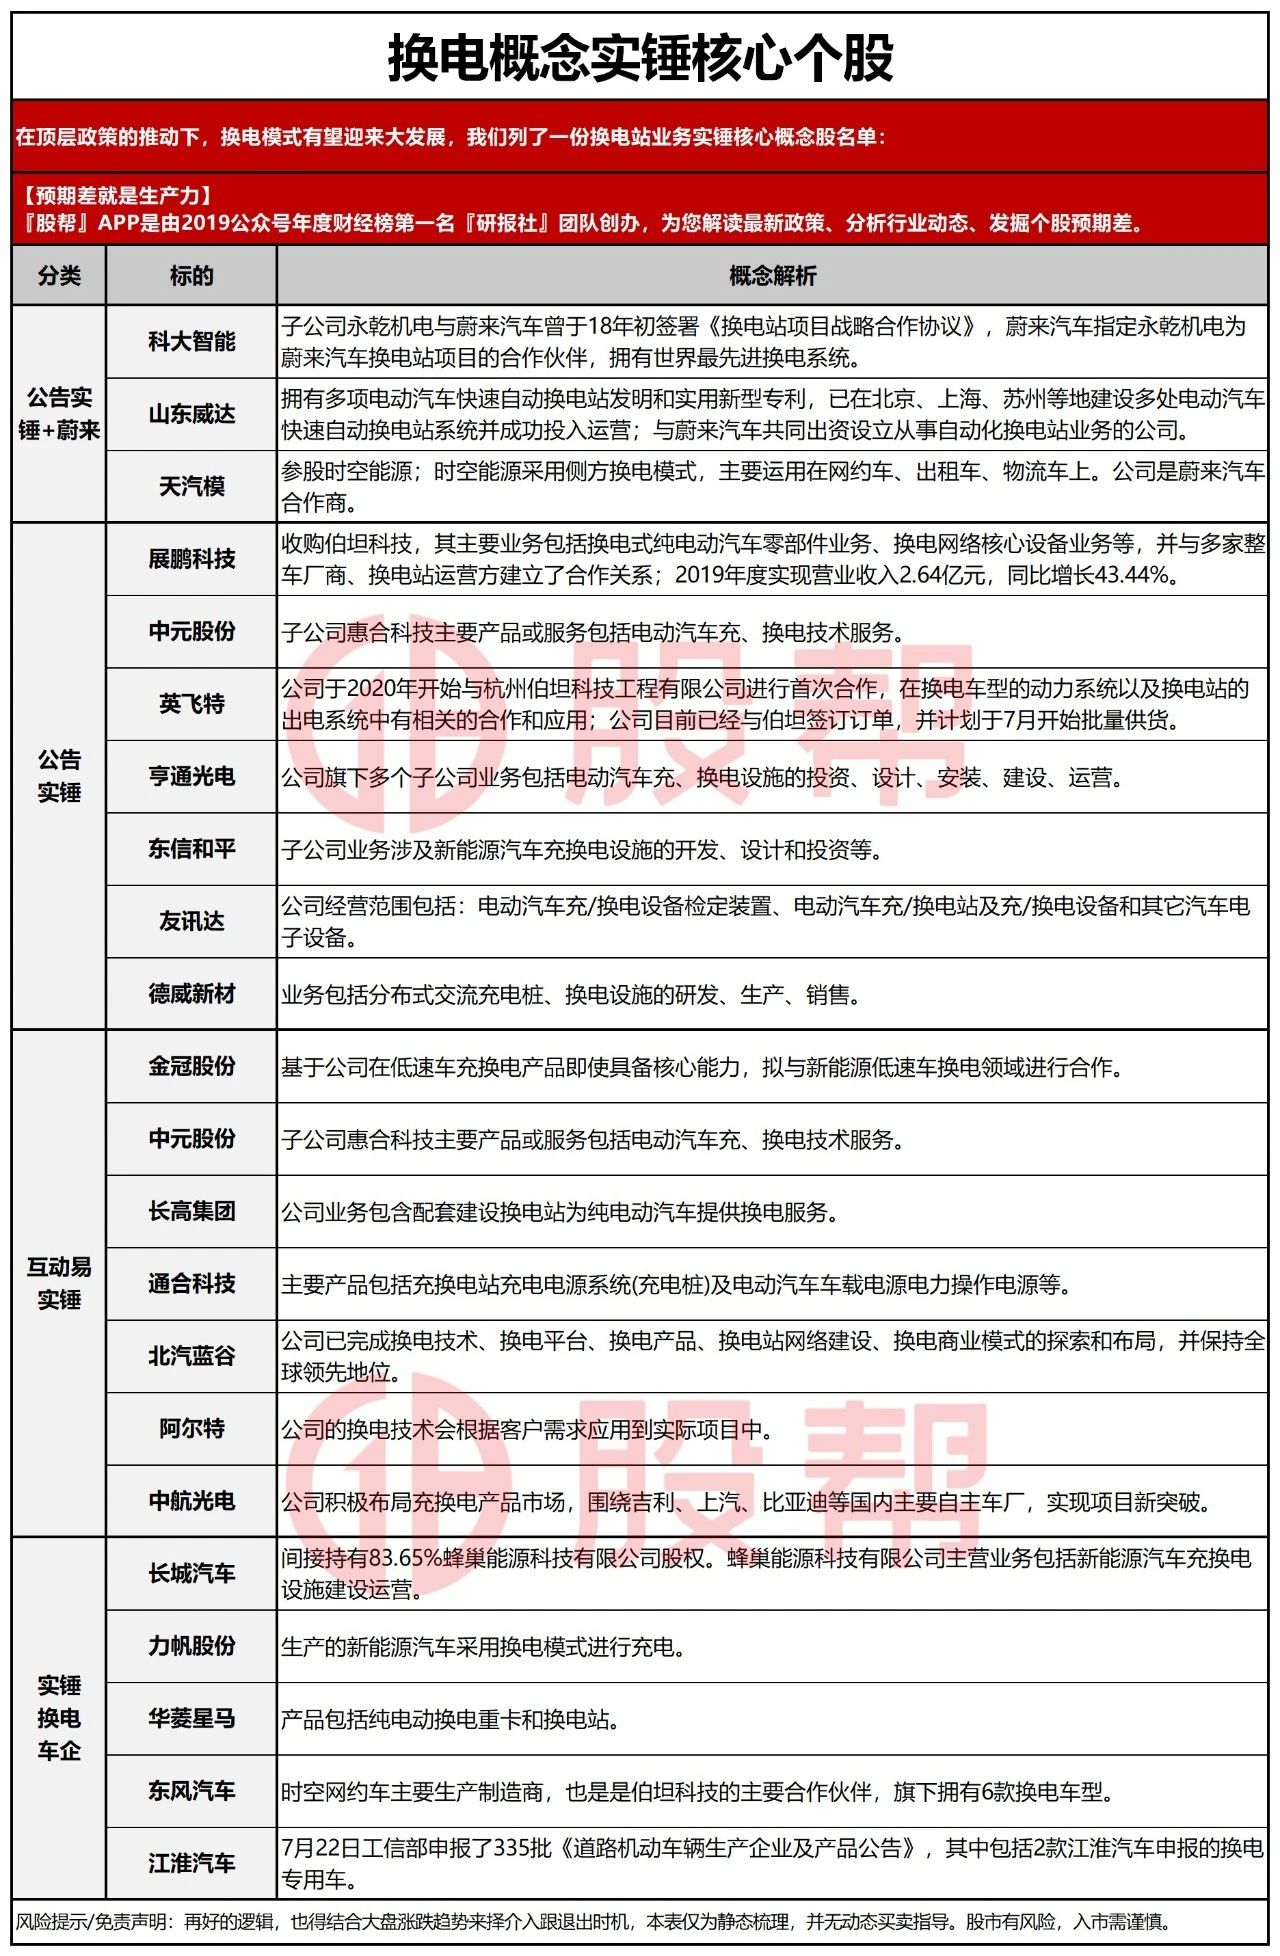 换电概念实锤核心个股
在顶层政策的推动下，换电模式有望迎来大发展，我们列了一份换电站业务实锤核心概念股名单：
【预期差就是生产力】
『股帮』APP是由2019公众号年度财经榜第一名『研报社』团队创办，为您解读最新政策、分析行业动态、发掘个股预期差。
分类 标的 概念解析
公告实
锤+蔚来
科大智能
子公司永乾机电与蔚来汽车曾于18年初签署《换电站项目战略合作协议》，蔚来汽车指定永乾机电为
蔚来汽车换电站项目的合作伙伴，拥有世界最先进换电系统。
山东威达
拥有多项电动汽车快速自动换电站发明和实用新型专利，已在北京、上海、苏州等地建设多处电动汽车
快速自动换电站系统并成功投入运营；与蔚来汽车共同出资设立从事自动化换电站业务的公司。
天汽模
参股时空能源；时空能源采用侧方换电模式，主要运用在网约车、出租车、物流车上。公司是蔚来汽车
合作商。
公告
实锤
展鹏科技
收购伯坦科技，其主要业务包括换电式纯电动汽车零部件业务、换电网络核心设备业务等，并与多家整
车厂商、换电站运营方建立了合作关系；2019年度实现营业收入2.64亿元，同比增长43.44%。
中元股份
子公司惠合科技主要产品或服务包括电动汽车充、换电技术服务。
英飞特
公司于2020年开始与杭州伯坦科技工程有限公司进行首次合作，在换电车型的动力系统以及换电站的
出电系统中有相关的合作和应用；公司目前已经与伯坦签订订单，并计划于7月开始批量供货。
亨通光电
公司旗下多个子公司业务包括电动汽车充、换电设施的投资、设计、安装、建设、运营。
东信和平
子公司业务涉及新能源汽车充换电设施的开发、设计和投资等。
友讯达
公司经营范围包括：电动汽车充/换电设备检定装置、电动汽车充/换电站及充/换电设备和其它汽车电
子设备。
德威新材
业务包括分布式交流充电桩、换电设施的研发、生产、销售。
互动易
实锤
金冠股份
基于公司在低速车充换电产品即使具备核心能力，拟与新能源低速车换电领域进行合作。
中元股份
子公司惠合科技主要产品或服务包括电动汽车充、换电技术服务。
长高集团
公司业务包含配套建设换电站为纯电动汽车提供换电服务。
通合科技
主要产品包括充换电站充电电源系统(充电桩)及电动汽车车载电源电力操作电源等。
北汽蓝谷
公司已完成换电技术、换电平台、换电产品、换电站网络建设、换电商业模式的探索和布局，并保持全
球领先地位。
阿尔特
公司的换电技术会根据客户需求应用到实际项目中。
中航光电
公司积极布局充换电产品市场，围绕吉利、上汽、比亚迪等国内主要自主车厂，实现项目新突破。
实锤
换电
车企
长城汽车
间接持有83.65%蜂巢能源科技有限公司股权。蜂巢能源科技有限公司主营业务包括新能源汽车充换电
设施建设运营。
力帆股份
生产的新能源汽车采用换电模式进行充电。
华菱星马
产品包括纯电动换电重卡和换电站。
东风汽车
时空网约车主要生产制造商，也是是伯坦科技的主要合作伙伴，旗下拥有6款换电车型。
江淮汽车
7月22日工信部申报了335批《道路机动车辆生产企业及产品公告》，其中包括2款江淮汽车申报的换电
专用车。
风险提示/免责声明：再好的逻辑，也得结合大盘涨跌趋势来择介入跟退出时机，本表仅为静态梳理，并无动态买卖指导。股市有风险，入市需谨慎。
股帮
股帮